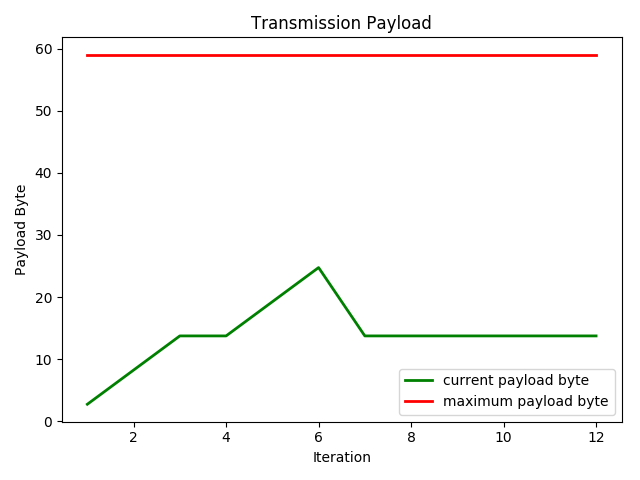 Transmission Payload
60
50
40
30
20
10
0
Payload Byte
current payload byte
maximum payload byte
2 4 6 8 10 12
Iteration